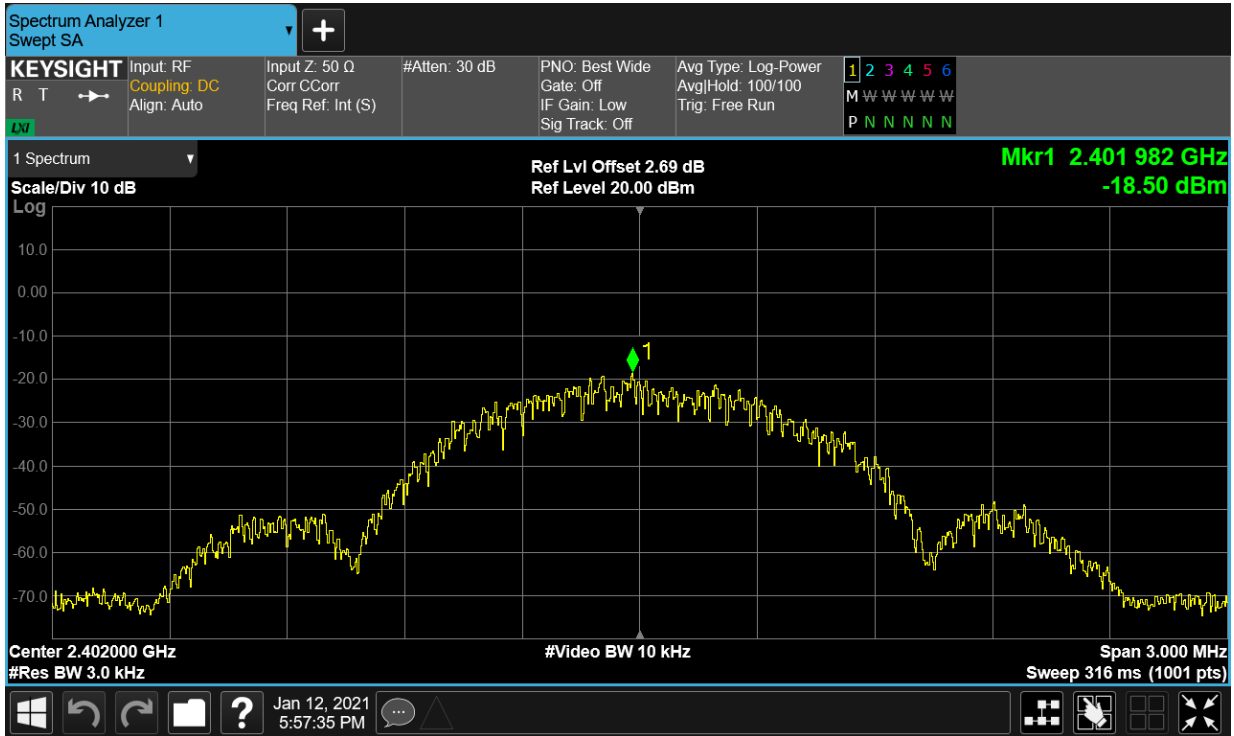 Spectrum Analyzer 1
Swept SA
KEYSIGHT
R T
LXI
Input: RF
Coupling: DC
Align: Auto
Input Z: 50 Ω
Corr CCorr
Freq Ref: Int (S)
#Atten: 30 dB
PNO: Best Wide
Gate: Off
IF Gain: Low
Sig Track: Off
Avg Type: Log-Power
Avg|Hold: 100/100
Trig: Free Run
1 2 3 4 5 6
M W W W W W
P N N N N N
1 Spectrum
Scale/Div 10 dB
Log
Ref Lvl Offset 2.69 dB
Ref Level 20.00 dBm
Mkr1 2.401 982 GHz
-18.50 dBm
10.0
0.00
-10.0
1
-20.0
-30.0
-40.0
-50.0
-60.0
-70.0
Center 2.402000 GHz
#Video BW 10 kHz
Span 3.000 MHz
#Res BW 3.0 kHz
Sweep 316 ms (1001 pts)
?
Jan 12, 2021
5:57:35 PM